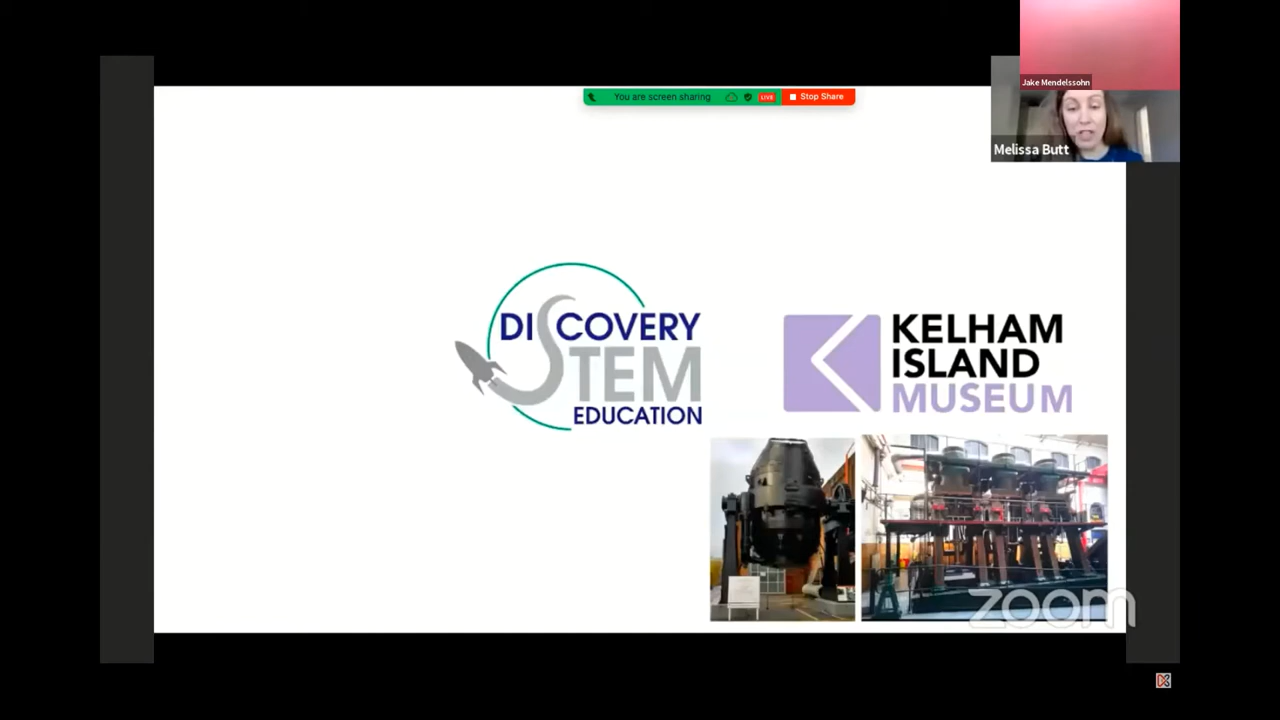 Jake Mendelssohn
You are screen sharing
LIVE
Stop Share
Melissa Butt
DISCOVERY
STEM
EDUCATION
KELHAM
ISLAND
MUSEUM
zoom